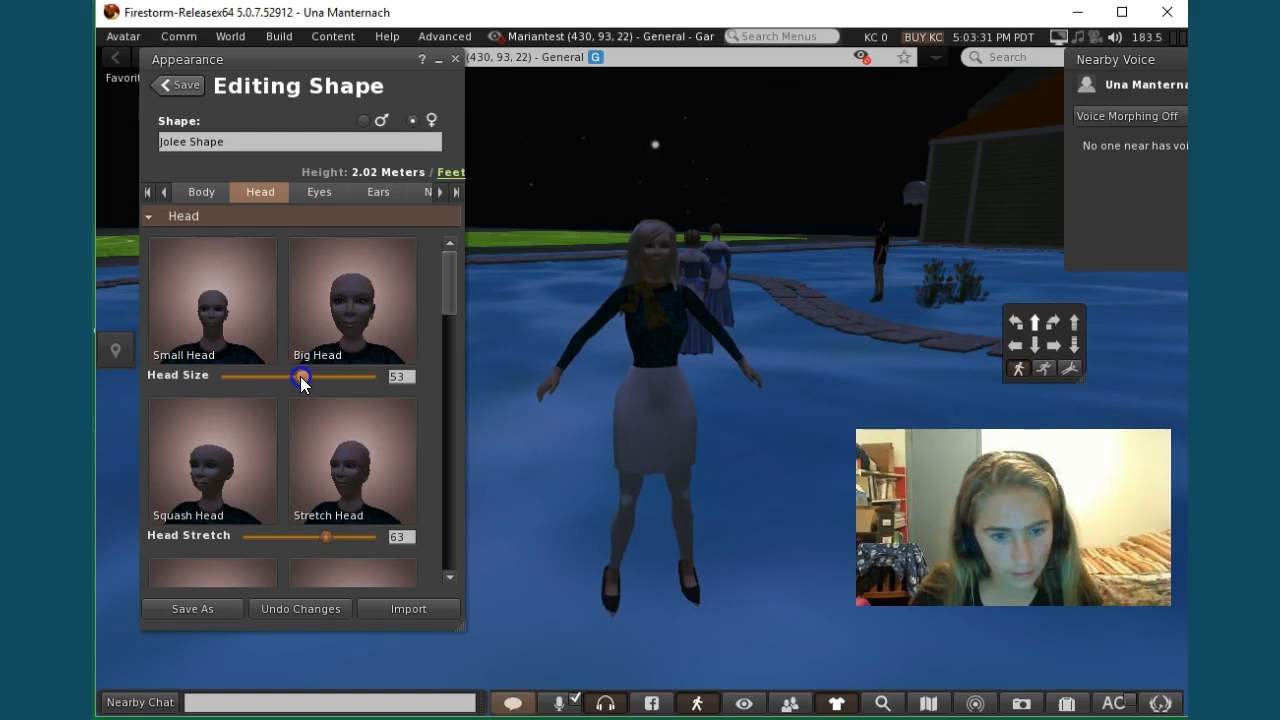 Firestorm-Releasex64 5.0.7.52912 - Una Manternach
Avatar Comm World Build Content Help Advanced Mariantest (430, 93, 22) - General - Gar Search Menus KC 0 BUY KC 5:03:31 PM PDT 183.5
Appearance ? (430, 93, 22) - General G Search Nearby Voice
Favorit
Save Editing Shape
Una Manterna
Shape:
Voice Morphing Off
Jolee Shape
No one near has voi
Height: 2.02 Meters / Feet
Body Head Eyes Ears N
Head
Small Head Big Head
Head Size 53
Squash Head Stretch Head
Head Stretch 63
Save As Undo Changes Import
Nearby Chat AC